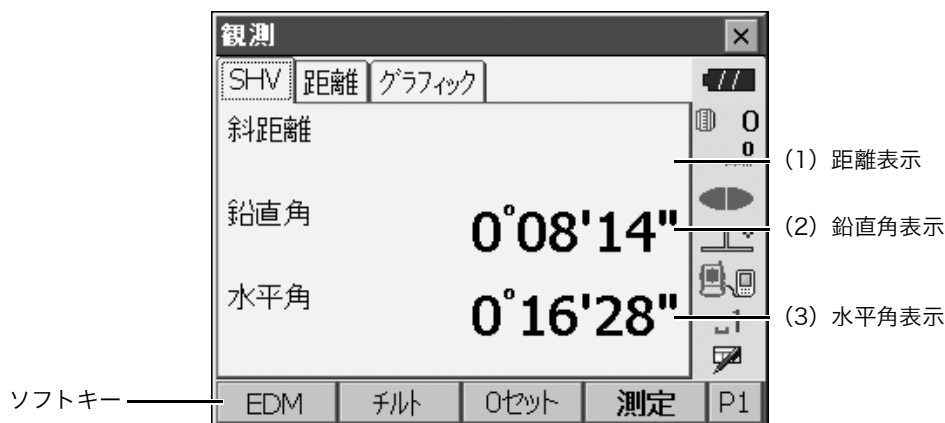 観測
SHV 距離 グラフィック
斜距離
0
0
(1) 距離表示
鉛直角 0°08'14"
(2) 鉛直角表示
水平角 0°16'28"
(3) 水平角表示
1
ソフトキー
EDM チルト 0セット 測定 P1